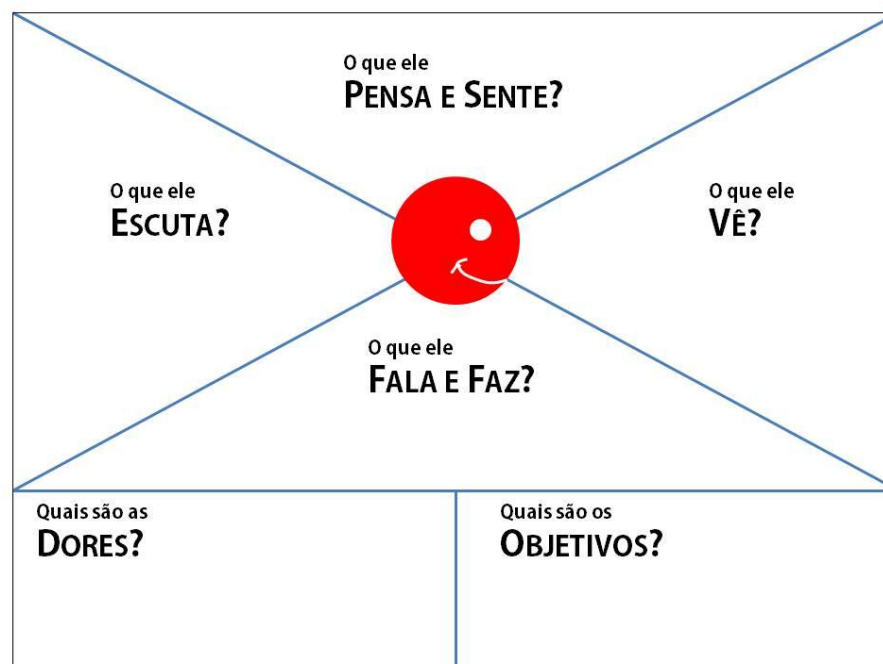 O que ele
PENSA E SENTE?
O que ele
ESCUTA?
O que ele
VÊ?
O que ele
FALA E FAZ?
Quais são as
DORES?
Quais são os
OBJETIVOS?